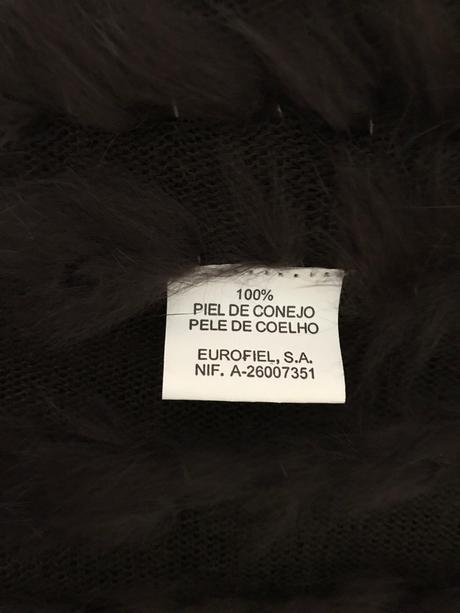 100%
PIEL DE CONEJO
PELE DE COELHO
EUROFIEL, S.A.
NIF. A-26007351